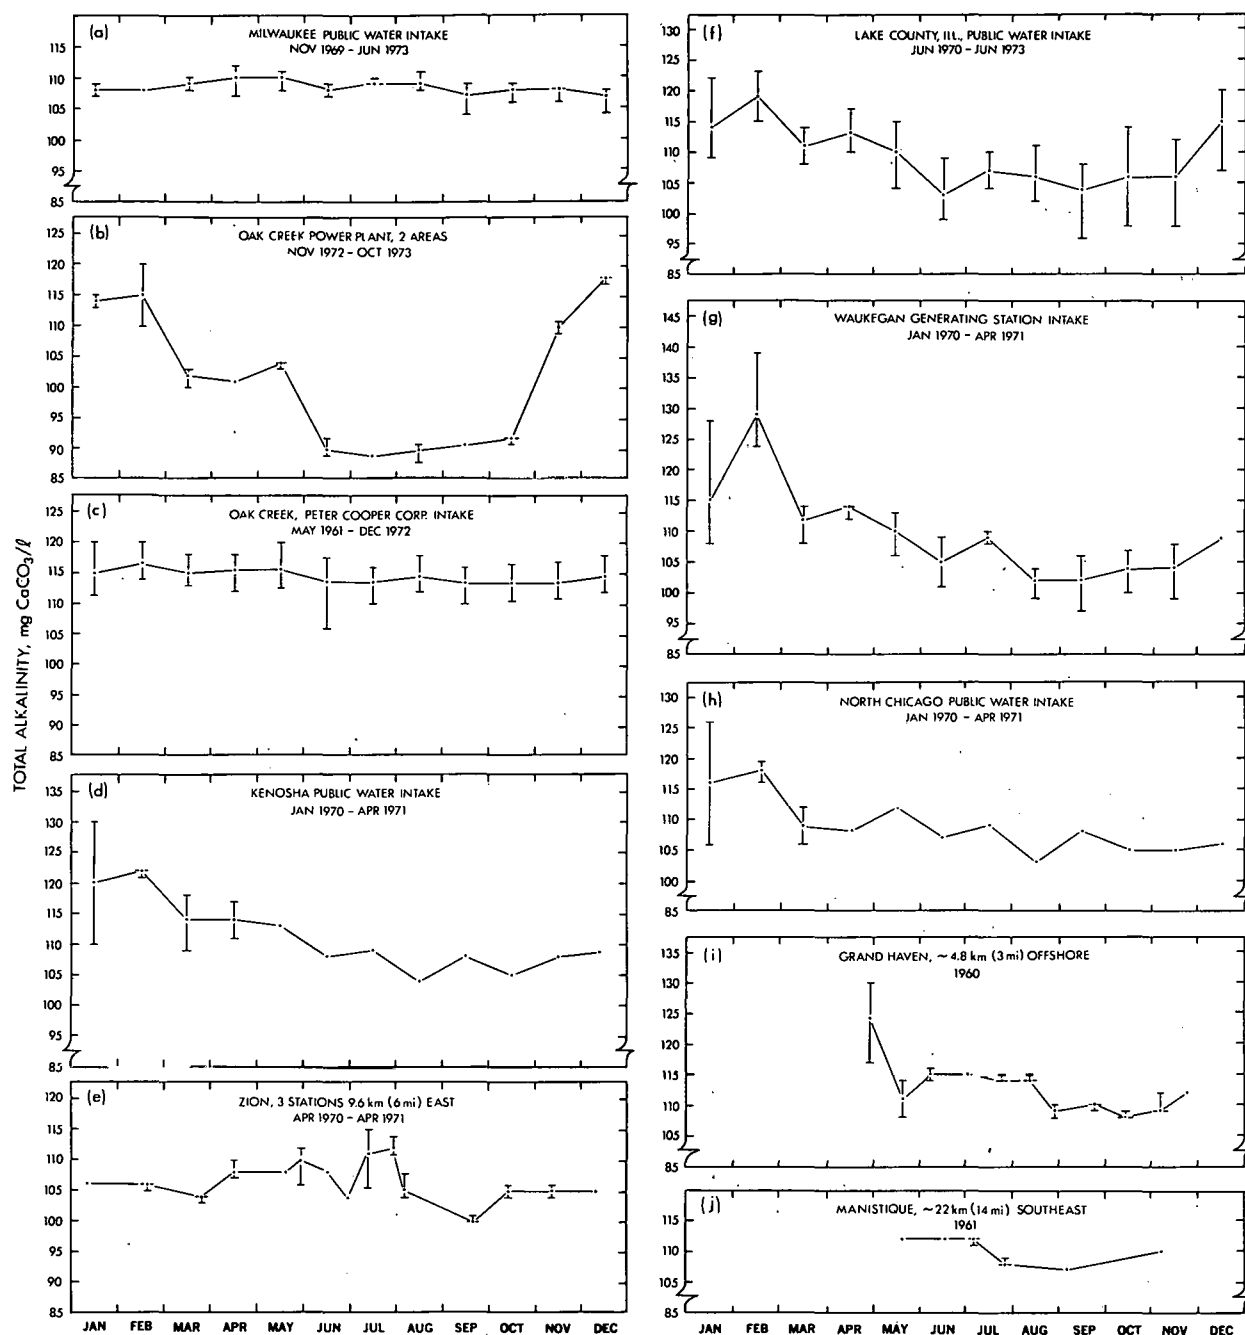 TOTAL ALKALINITY, mg CaCO3/ℓ
(a)
MILWAUKEE PUBLIC WATER INTAKE
NOV 1969 - JUN 1973
115
110
105
100
95
85
(b)
OAK CREEK POWER PLANT, 2 AREAS
NOV 1972 - OCT 1973
125
120
115
110
105
100
95
90
85
(c)
OAK CREEK, PETER COOPER CORP. INTAKE
MAY 1961 - DEC 1972
125
120
115
110
105
100
95
90
85
(d)
KENOSHA PUBLIC WATER INTAKE
JAN 1970 - APR 1971
130
125
120
115
110
105
100
95
85
(e)
ZION, 3 STATIONS 9.6 km (6 mi) EAST
APR 1970 - APR 1971
120
115
110
105
100
95
90
85
JAN FEB MAR APR MAY JUN JUL AUG SEP OCT NOV DEC
(f)
LAKE COUNTY, ILL., PUBLIC WATER INTAKE
JUN 1970 - JUN 1973
130
125
120
115
110
105
100
95
85
(g)
WAUKEGAN GENERATING STATION INTAKE
JAN 1970 - APR 1971
145
140
135
130
125
120
115
110
105
100
95
85
(h)
NORTH CHICAGO PUBLIC WATER INTAKE
JAN 1970 - APR 1971
130
125
120
115
110
105
100
85
(i)
GRAND HAVEN, ~4.8 km (3 mi) OFFSHORE
1960
135
130
125
120
115
110
105
85
(j)
MANISTIQUE, ~22 km (14 mi) SOUTHEAST
1961
110
105
85
JAN FEB MAR APR MAY JUN JUL AUG SEP OCT NOV DEC